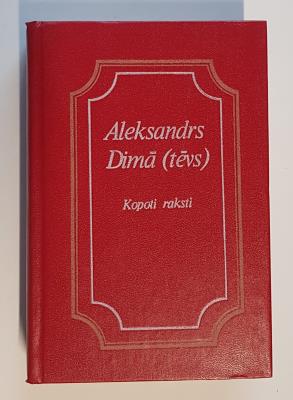 Aleksandrs
Dimā (tēvs)
Kopoti raksti